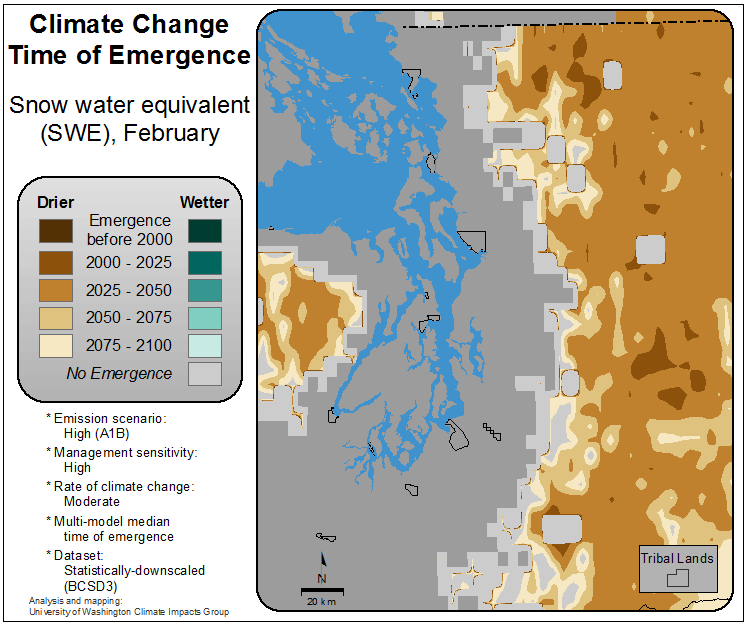 Climate Change
Time of Emergence
Snow water equivalent
(SWE), February
Drier Wetter
Emergence
before 2000
2000 - 2025
2025 - 2050
2050 - 2075
2075 - 2100
No Emergence
* Emission scenario:
High (A1B)
* Management sensitivity:
High
* Rate of climate change:
Moderate
* Multi-model median
time of emergence
* Dataset:
Statistically-downscaled
(BCSD3)
Analysis and mapping:
University of Washington Climate Impacts Group
N
20 km
Tribal Lands